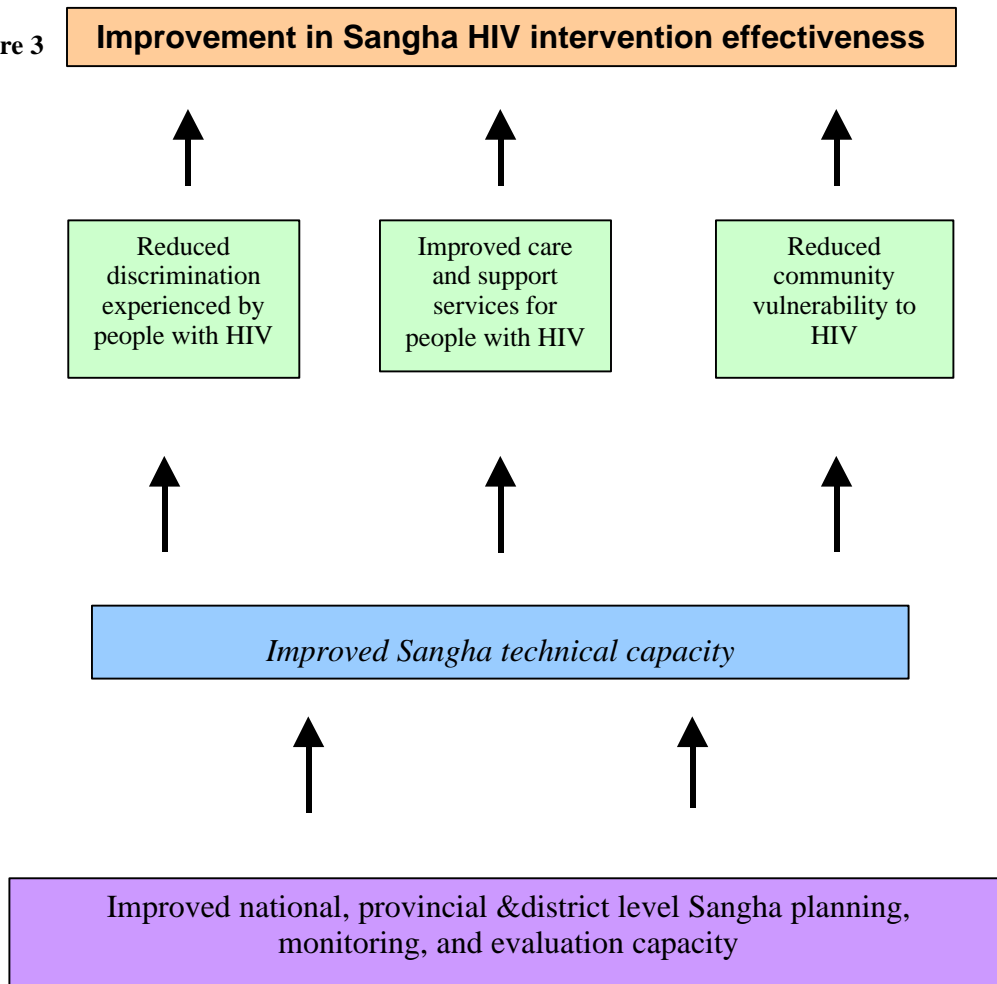 re 3
Improvement in Sangha HIV intervention effectiveness
Reduced
discrimination
experienced by
people with HIV
Improved care
and support
services for
people with HIV
Reduced
community
vulnerability to
HIV
Improved Sangha technical capacity
Improved national, provincial &district level Sangha planning,
monitoring, and evaluation capacity